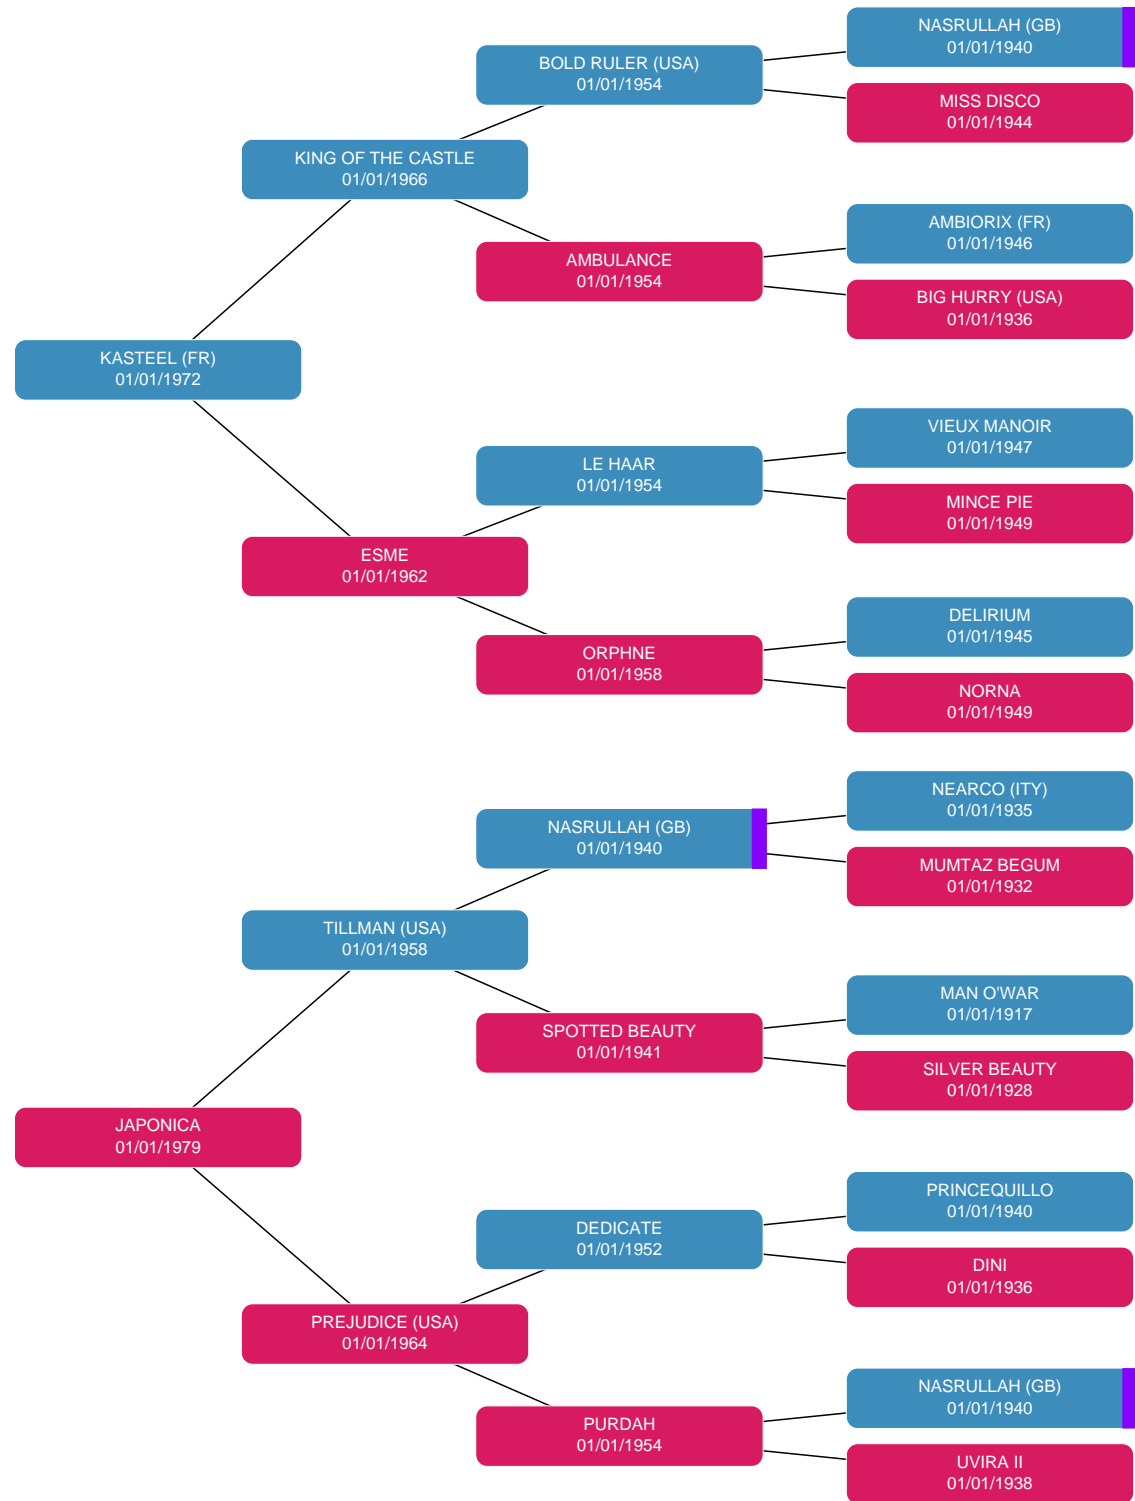 NASRULLAH (GB)
01/01/1940
BOLD RULER (USA)
01/01/1954
MISS DISCO
01/01/1944
KING OF THE CASTLE
01/01/1966
AMBIORIX (FR)
01/01/1946
AMBULANCE
01/01/1954
BIG HURRY (USA)
01/01/1936
KASTEEL (FR)
01/01/1972
VIEUX MANOIR
01/01/1947
LE HAAR
01/01/1954
MINCE PIE
01/01/1949
ESME
01/01/1962
DELIRIUM
01/01/1945
ORPHNE
01/01/1958
NORNA
01/01/1949
NEARCO (ITY)
01/01/1935
NASRULLAH (GB)
01/01/1940
MUMTAZ BEGUM
01/01/1932
TILLMAN (USA)
01/01/1958
MAN O'WAR
01/01/1917
SPOTTED BEAUTY
01/01/1941
SILVER BEAUTY
01/01/1928
JAPONICA
01/01/1979
PRINCEQUILLO
01/01/1940
DEDICATE
01/01/1952
DINI
01/01/1936
PREJUDICE (USA)
01/01/1964
NASRULLAH (GB)
01/01/1940
PURDAH
01/01/1954
UVIRA II
01/01/1938